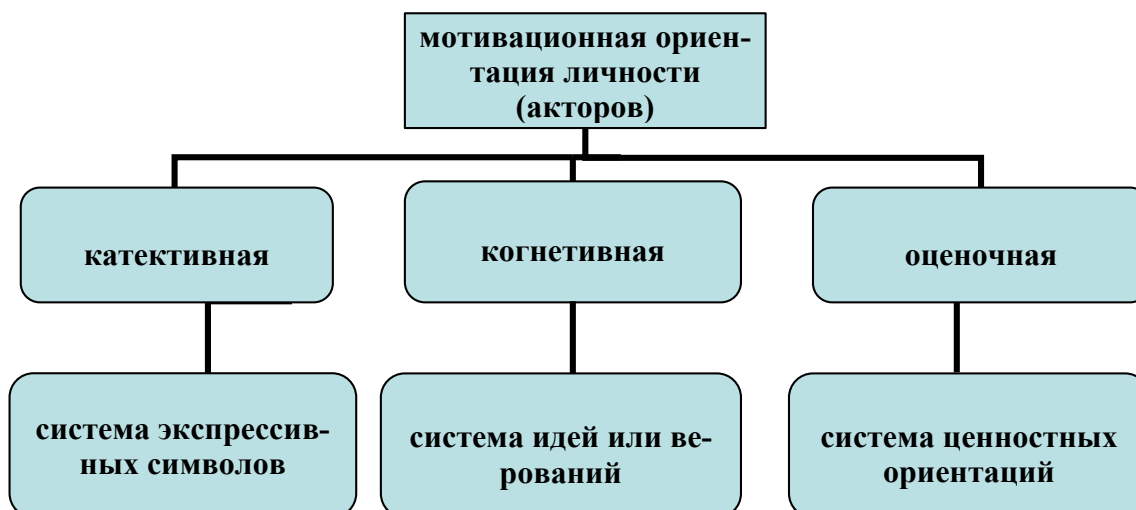 мотивационная ориен-
тация личности
(акторов)
катективная
когнетивная
оценочная
система экспрессив-
ных символов
система идей или ве-
рований
система ценностных
ориентаций